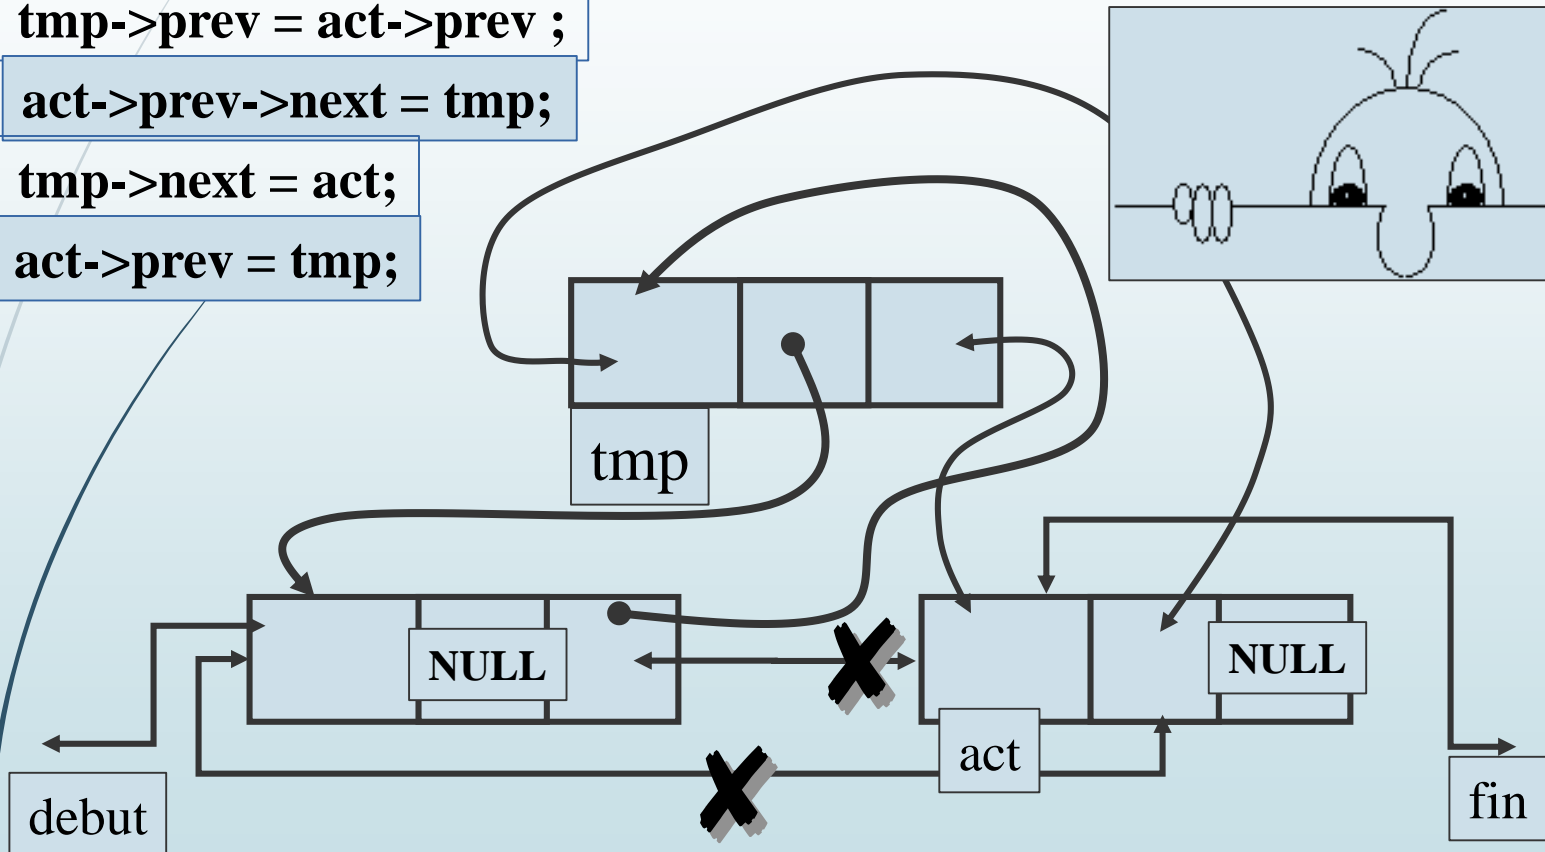 tmp->prev = act->prev ;
act->prev->next = tmp;
tmp->next = act;
act->prev = tmp;
tmp
NULL
NULL
act
debut
fin